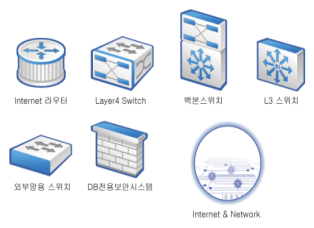 Internet 라우터
Layer4 Switch
백본스위치
L3 스위치
외부망용 스위치
DB전용보안시스템
Internet & Network